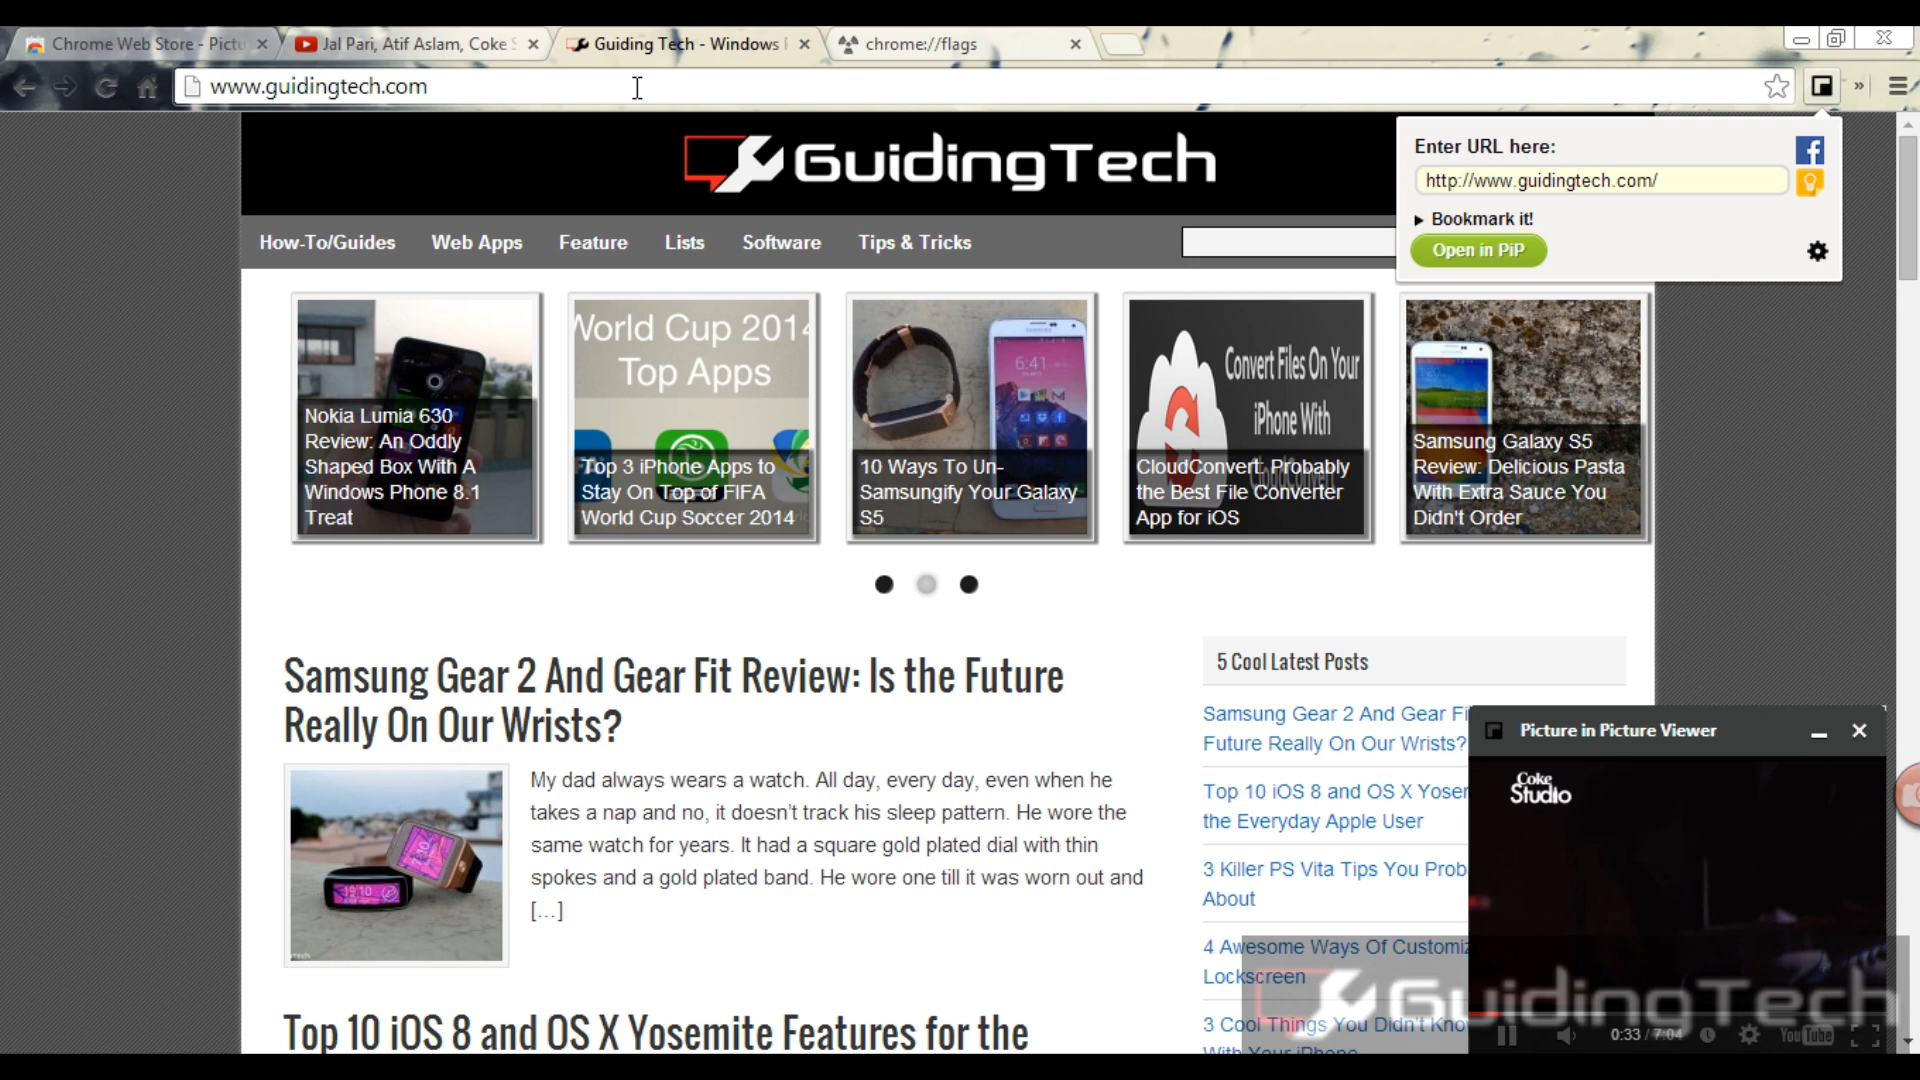 Chrome Web Store - Pictu
Jal Pari, Atif Aslam, Coke S
Guiding Tech - Windows
chrome://flags
www.guidingtech.com
GuidingTech
Enter URL here:
http://www.guidingtech.com/
Bookmark it!
Open in PiP
How-To/Guides
Web Apps
Feature
Lists
Software
Tips & Tricks
World Cup 2014
Top Apps
6:41
Convert Files On Your
iPhone With
Nokia Lumia 630
Review: An Oddly
Shaped Box With A
Windows Phone 8.1
Treat
Top 3 iPhone Apps to
Stay On Top of FIFA
World Cup Soccer 2014
10 Ways To Un-
Samsungify Your Galaxy
S5
CloudConvert: Probably
the Best File Converter
App for iOS
Samsung Galaxy S5
Review: Delicious Pasta
With Extra Sauce You
Didn't Order
Samsung Gear 2 And Gear Fit Review: Is the Future
Really On Our Wrists?
My dad always wears a watch. All day, every day, even when he
takes a nap and no, it doesn't track his sleep pattern. He wore the
same watch for years. It had a square gold plated dial with thin
spokes and a gold plated band. He wore one till it was worn out and
[...]
19:10
Top 10 iOS 8 and OS X Yosemite Features for the
5 Cool Latest Posts
Samsung Gear 2 And Gear Fi
Future Really On Our Wrists?
Top 10 iOS 8 and OS X Yosem
the Everyday Apple User
3 Killer PS Vita Tips You Prob
About
4 Awesome Ways Of Customiz
Lockscreen
3 Cool Things You Didn't Kno
With Your iPhone
Picture in Picture Viewer
Coke
Studio
GuidingTech
0:33 / 7:04
YouTube